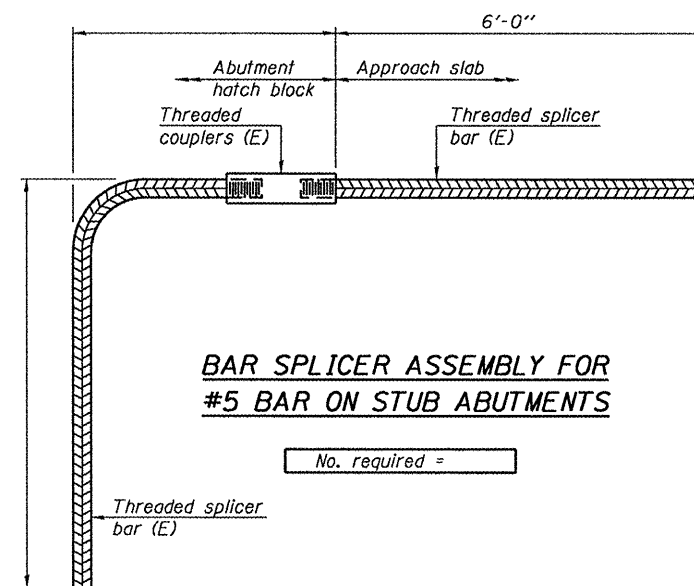 6'-0"
Abutment
hatch block
Approach slab
Threaded
couplers (E)
Threaded splicer
bar (E)
BAR SPLICER ASSEMBLY FOR
#5 BAR ON STUB ABUTMENTS
No. required =
Threaded splicer
bar (E)